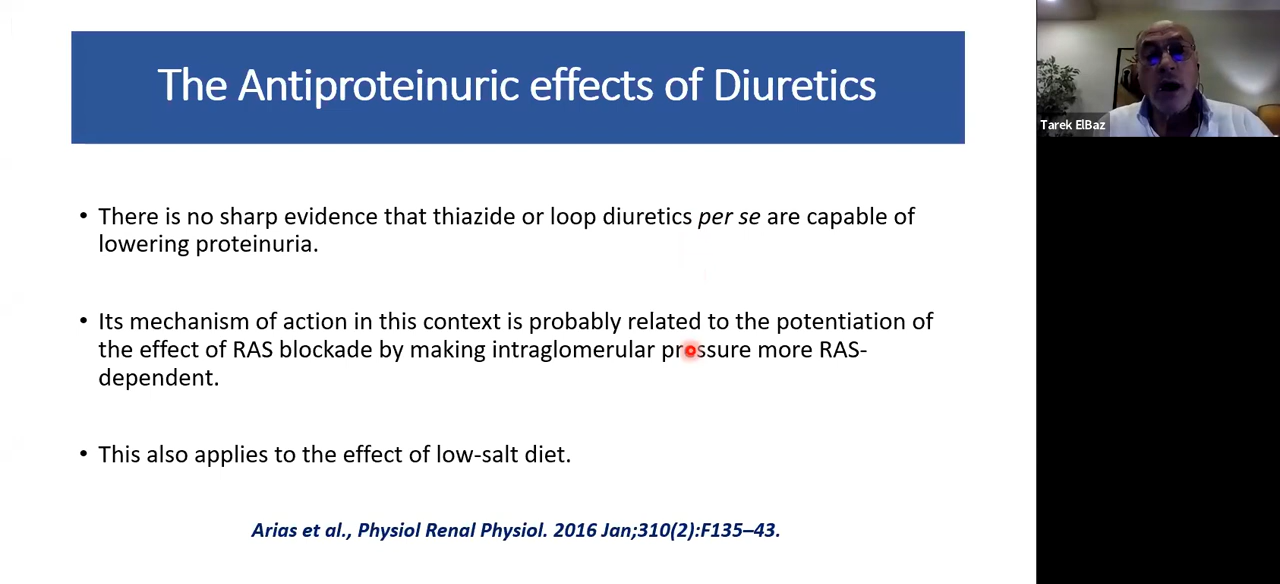 The Antiproteinuric effects of Diuretics
Tarek ElBaz
• There is no sharp evidence that thiazide or loop diuretics per se are capable of
lowering proteinuria.
• Its mechanism of action in this context is probably related to the potentiation of
the effect of RAS blockade by making intraglomerular pressure more RAS-
dependent.
• This also applies to the effect of low-salt diet.
Arias et al., Physiol Renal Physiol. 2016 Jan;310(2):F135–43.